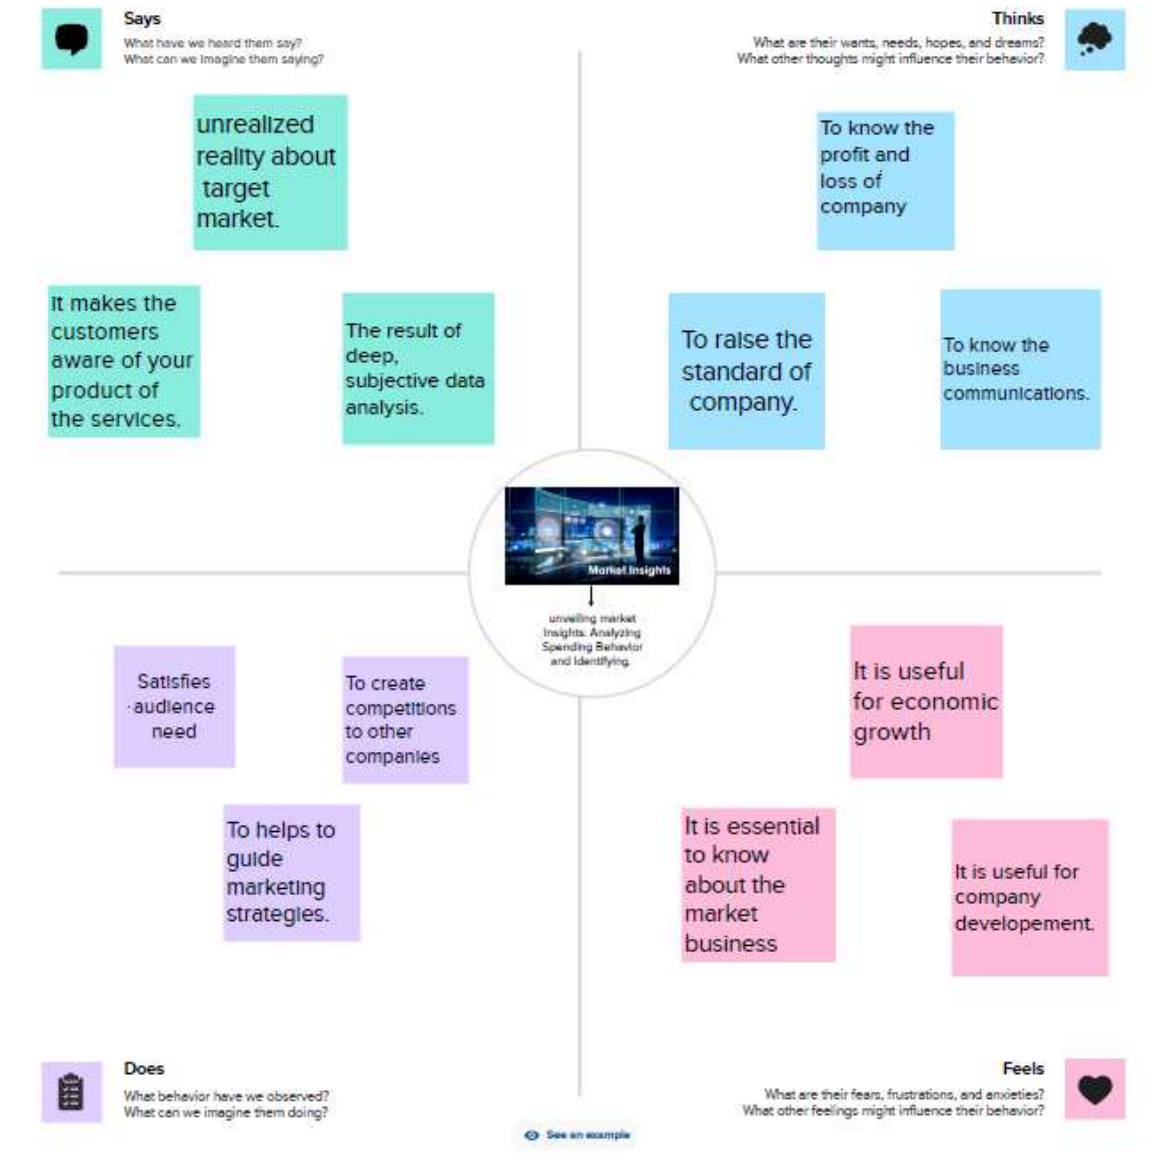 Says
What have we heard them say?
What can we imagine them saying?
Thinks
What are their wants, needs, hopes, and dreams?
What other thoughts might influence their behavior?
unrealized
reality about
target
market.
It makes the
customers
aware of your
product of
the services.
The result of
deep,
subjective data
analysis.
To know the
profit and
loss of
company
To raise the
standard of
company.
To know the
business
communications.
Market Insights
unveiling market
Insights: Analyzing
Spending Behavior
and Identifying.
Satisfies
audience
need
To create
competitions
to other
companies
To helps to
guide
marketing
strategies.
It is useful
for economic
growth
It is essential
to know
about the
market
business
It is useful for
company
developement.
Does
What behavior have we observed?
What can we imagine them doing?
Feels
What are their fears, frustrations, and anxieties?
What other feelings might influence their behavior?
See an example